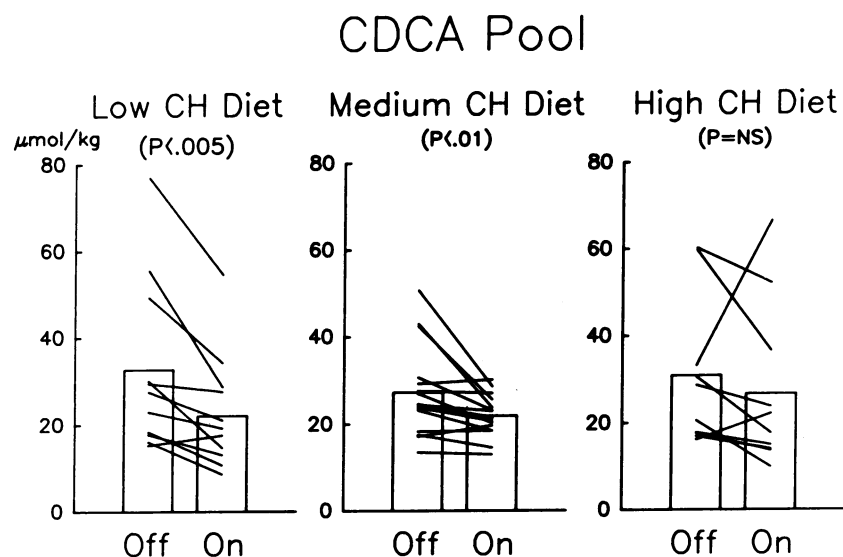 CDCA Pool
Low CH Diet
(P<.005)
Medium CH Diet
(P<.01)
High CH Diet
(P=NS)
μmol/kg
80
60
40
20
0
Off On
80
60
40
20
0
Off On
80
60
40
20
0
Off On